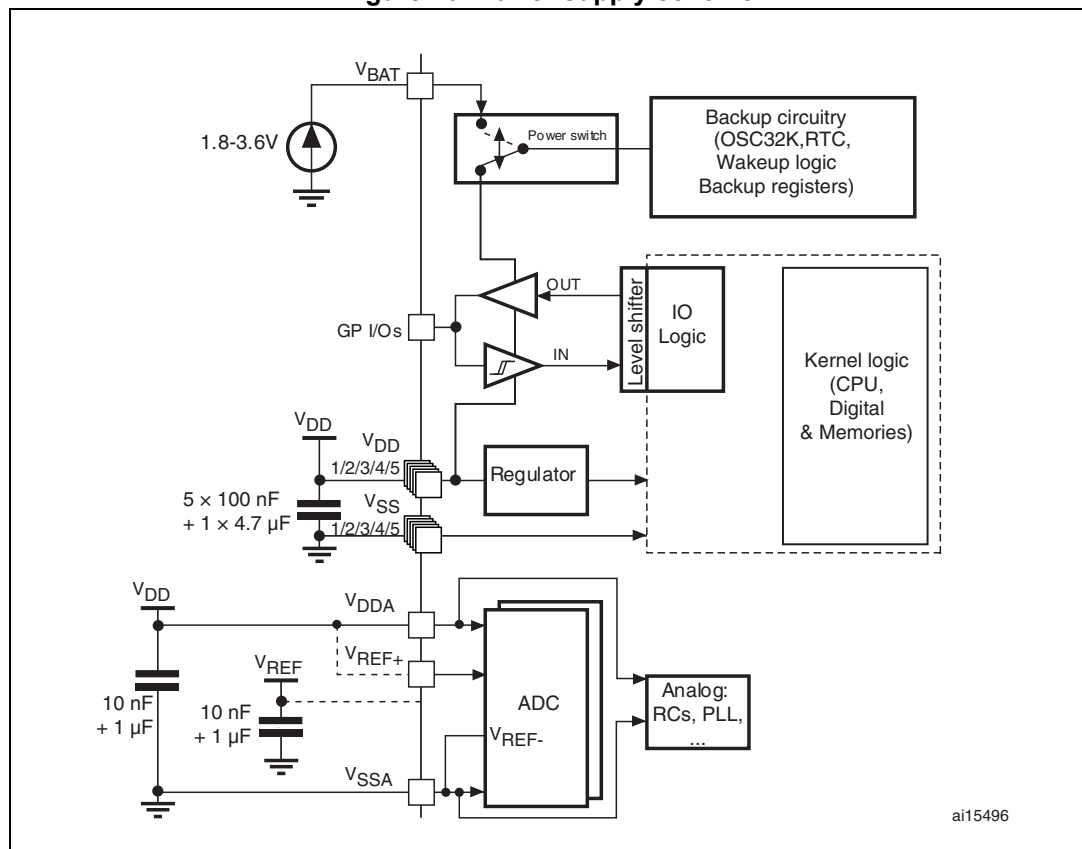 V_BAT
1.8-3.6V
Power switch
Backup circuitry
(OSC32K,RTC,
Wakeup logic
Backup registers)
OUT
GP I/Os
IN
Level shifter
IO
Logic
Kernel logic
(CPU,
Digital
& Memories)
V_DD
V_DD
1/2/3/4/5
Regulator
5 × 100 nF
+ 1 × 4.7 µF
V_SS
1/2/3/4/5
V_DD
V_DDA
V_REF+
V_REF
10 nF
+ 1 µF
10 nF
+ 1 µF
ADC
V_REF-
Analog:
RCs, PLL,
...
V_SSA
ai15496